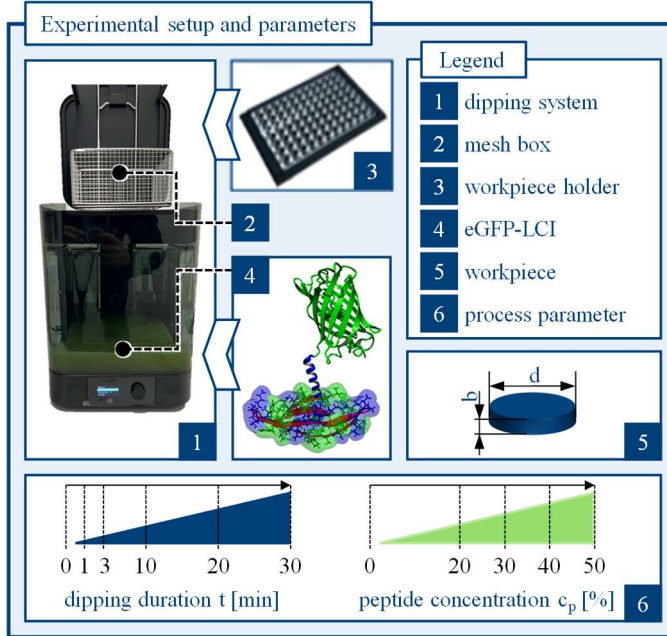 Experimental setup and parameters
Legend
1 dipping system
2 mesh box
3 workpiece holder
4 eGFP-LCI
5 workpiece
6 process parameter
3
2
4
1
d
b
5
0 1 3 10 20 30
dipping duration t [min]
0 20 30 40 50
peptide concentration cₚ [%]
6